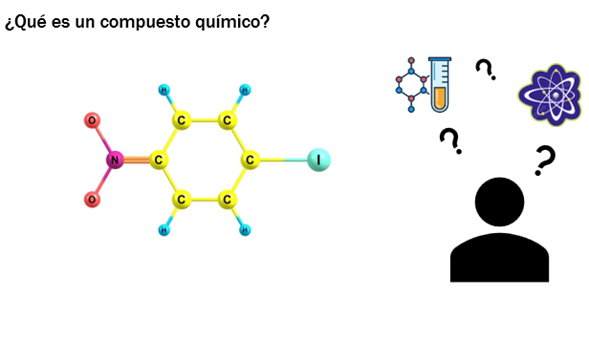 ¿Qué es un compuesto químico?
H H
O C C
N C C I
O C C
H H
? ? ?